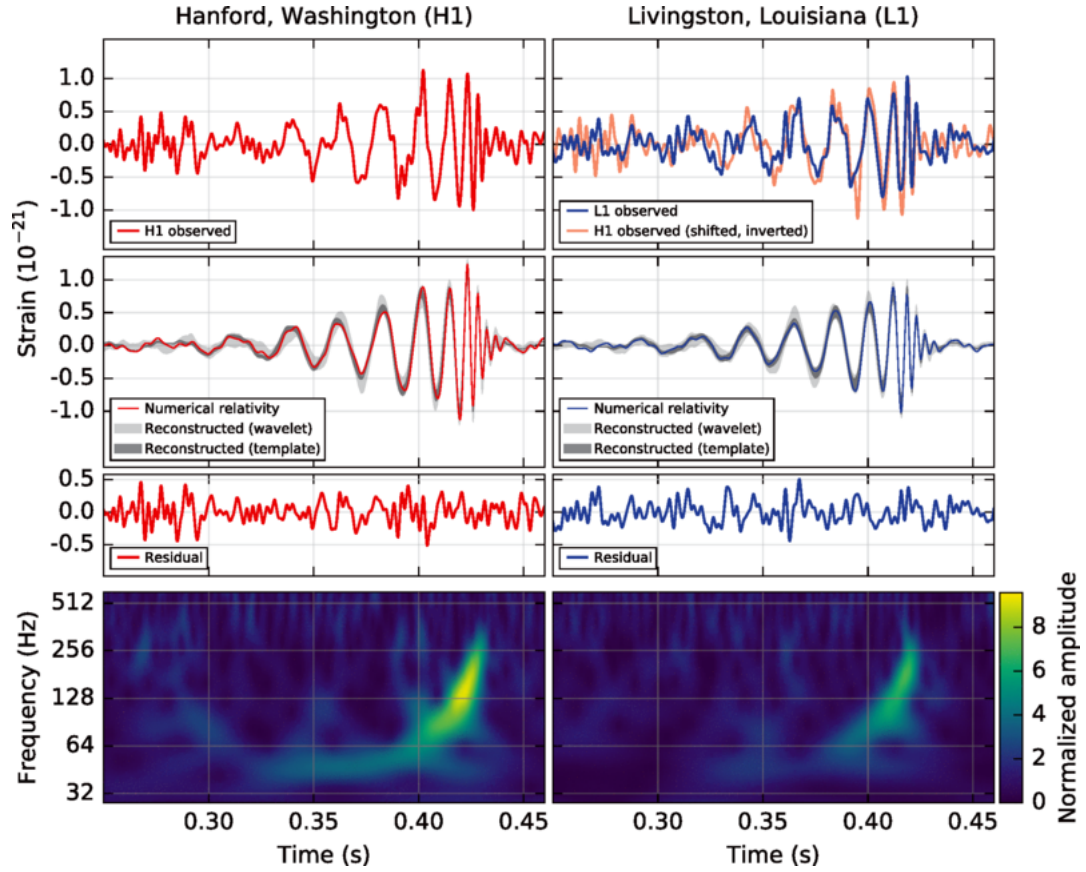 Hanford, Washington (H1)
Livingston, Louisiana (L1)
Strain (10⁻²¹)
1.0
0.5
0.0
-0.5
-1.0
H1 observed
L1 observed
H1 observed (shifted, inverted)
1.0
0.5
0.0
-0.5
-1.0
Numerical relativity
Reconstructed (wavelet)
Reconstructed (template)
Numerical relativity
Reconstructed (wavelet)
Reconstructed (template)
0.5
0.0
-0.5
Residual
Residual
Frequency (Hz)
512
256
128
64
32
Normalized amplitude
8
6
4
2
0
0.30
0.35
0.40
0.45
0.30
0.35
0.40
0.45
Time (s)
Time (s)